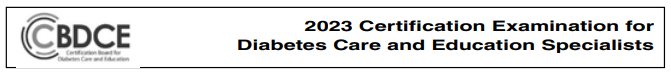 CBDCE
Certification Board for
Diabetes Care and Education
2023 Certification Examination for
Diabetes Care and Education Specialists